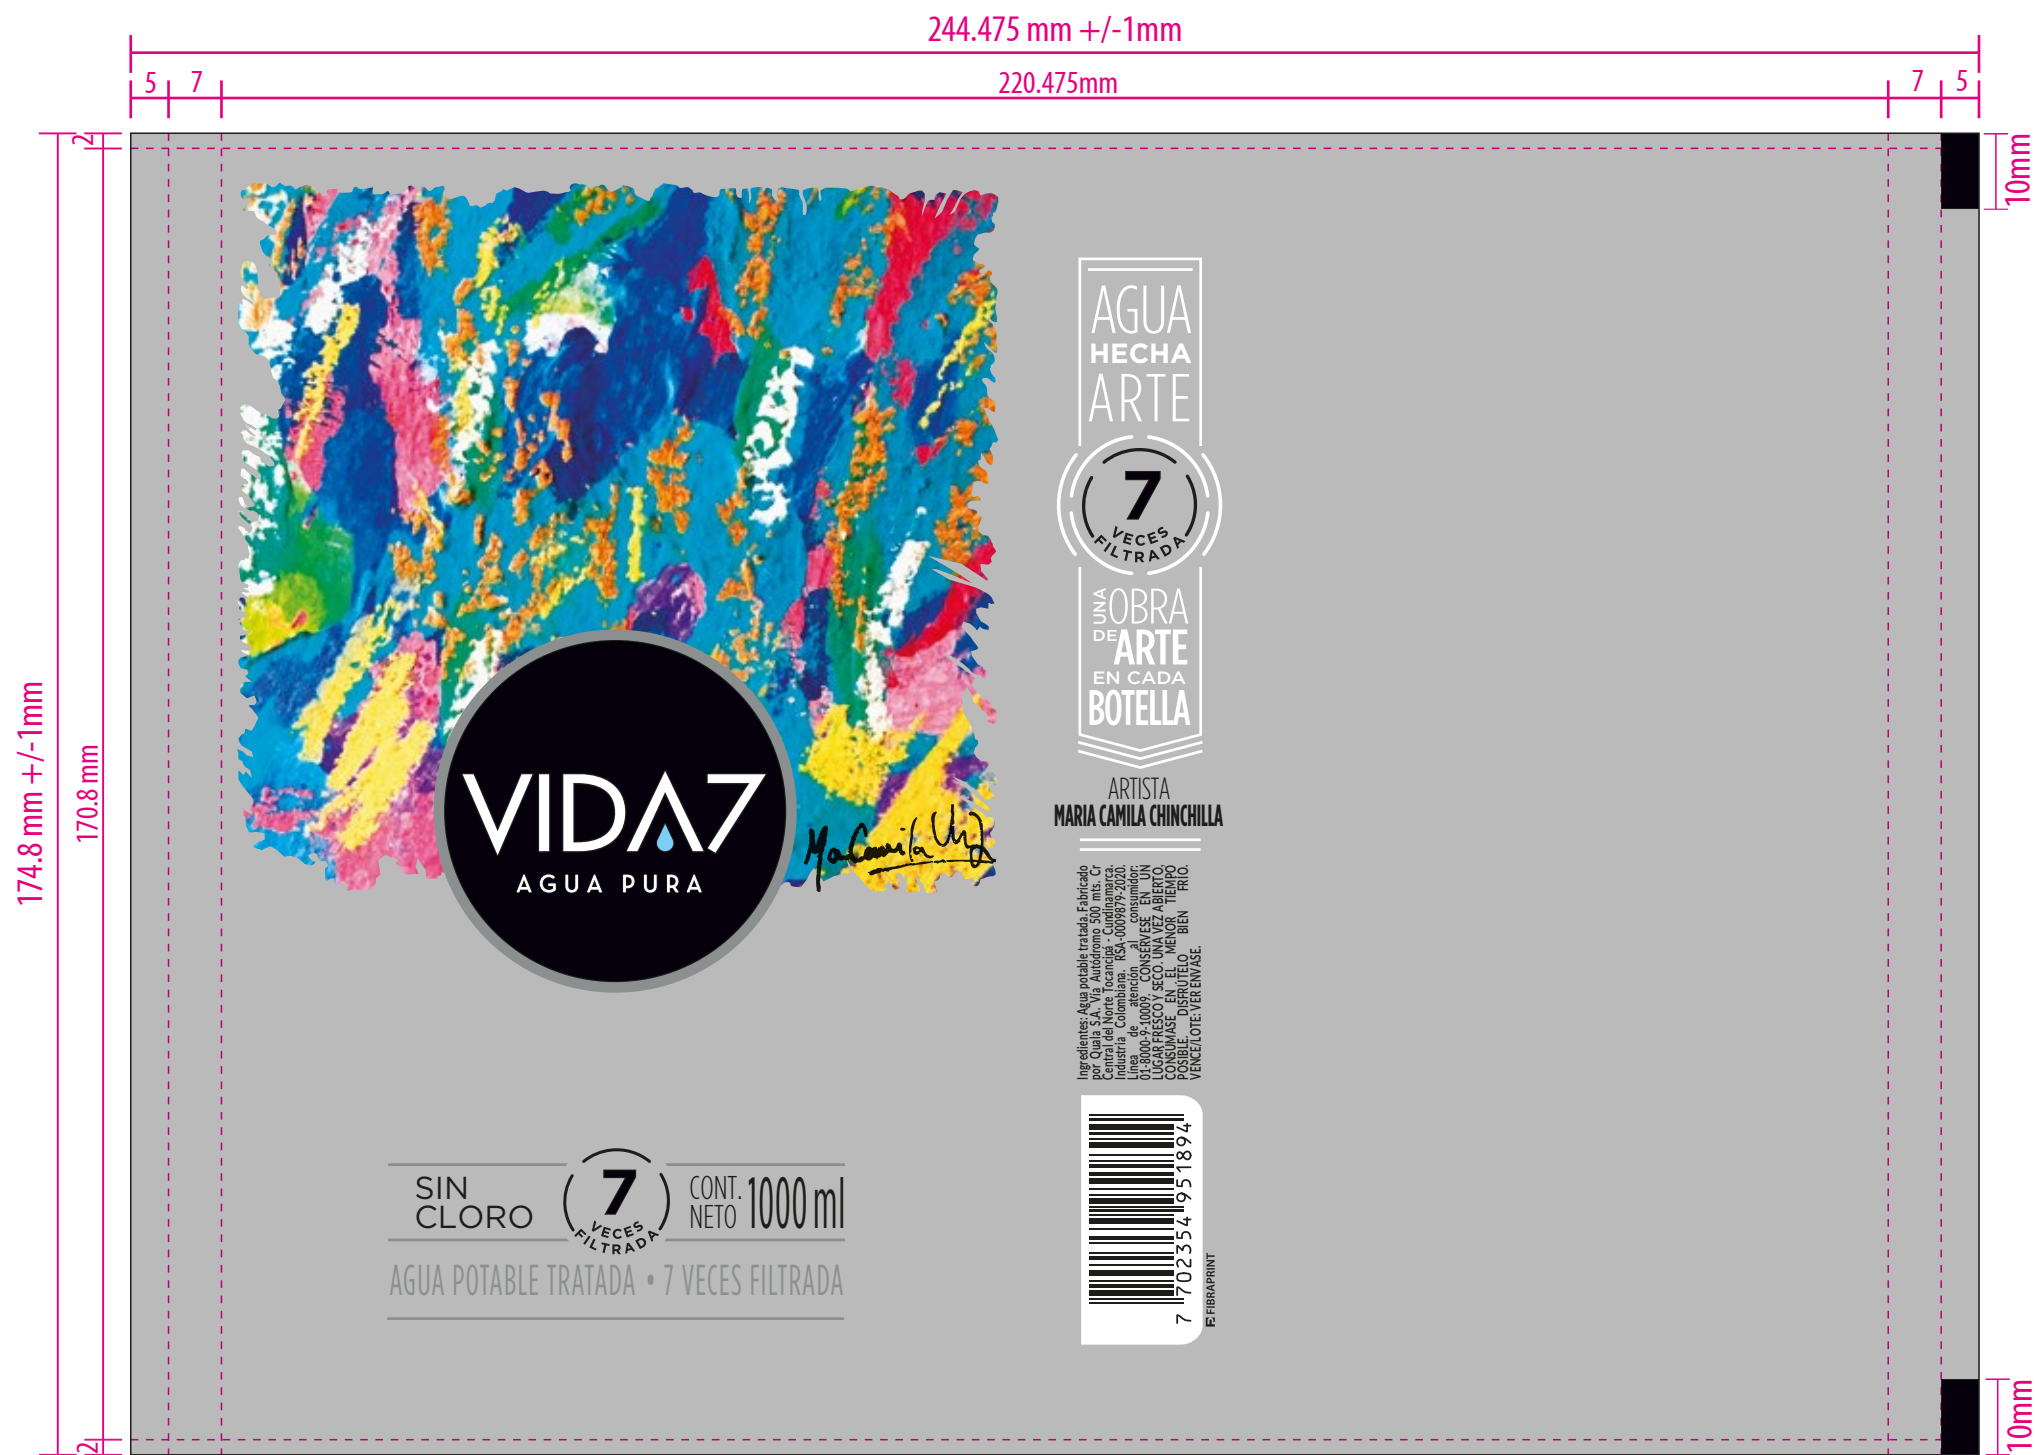 244.475 mm +/-1mm
5
7
220.475mm
7
5
2
10mm
174.8 mm +/-1mm
170.8 mm
2
10mm
VIDA7
AGUA PURA
SIN
CLORO
7
VECES
FILTRADA
CONT.
NETO
1000 ml
AGUA POTABLE TRATADA • 7 VECES FILTRADA
AGUA
HECHA
ARTE
7
VECES
FILTRADA
UNA OBRA
DE ARTE
EN CADA
BOTELLA
ARTISTA
MARIA CAMILA CHINCHILLA
Ingredientes: Agua potable tratada. Fabricado
por Quala S.A. Vía Autódromo 500 mts. Cr
Central del Norte Tocancipá - Cundinamarca.
Industria Colombiana. RSA-0009879-2020.
Línea de atención al consumidor:
01-8000-9-10009. CONSÉRVESE EN UN
LUGAR FRESCO Y SECO. UNA VEZ ABIERTO,
CONSÚMASE EN EL MENOR TIEMPO
POSIBLE. DISFRÚTELO BIEN FRIO.
VENCE/LOTE: VER ENVASE.
7 702354 951894
FIBRAPRINT